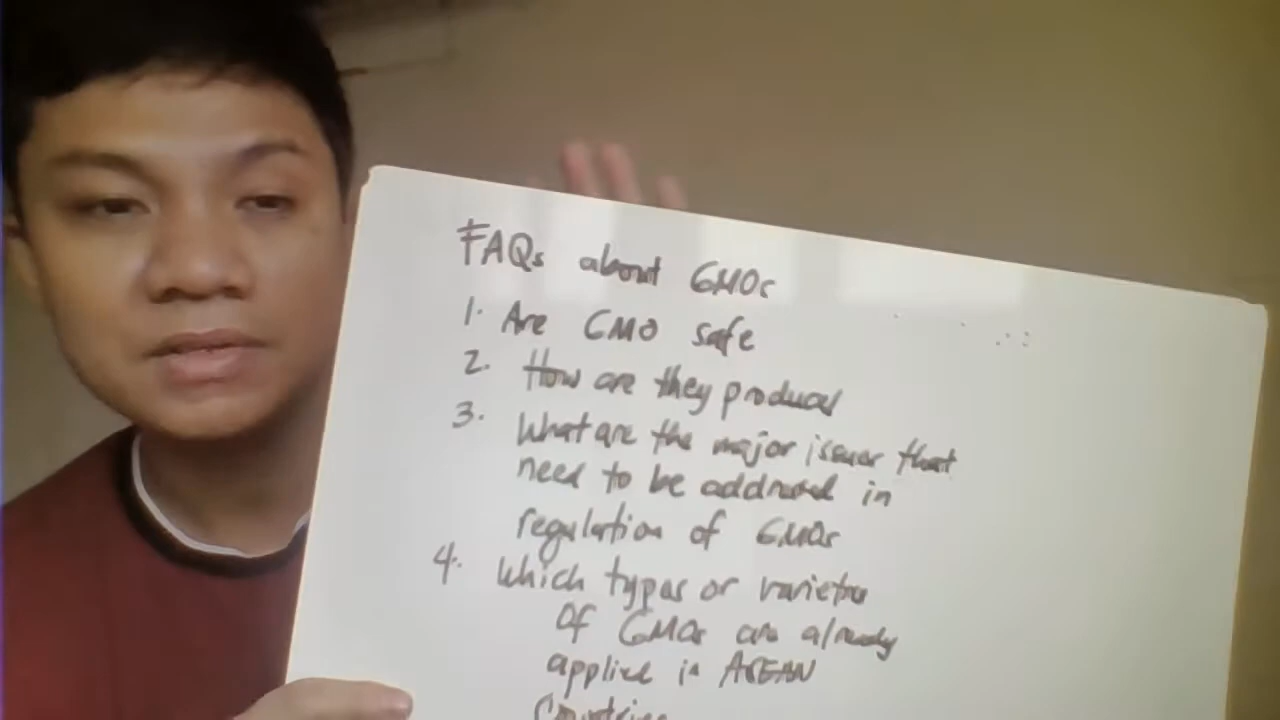 FAQs about GMOs
1. Are GMO safe
2. How are they produced
3. What are the major issues that
need to be addressed in
regulation of GMOs
4. Which types or varieties
of GMOs are already
applied in ASEAN
Countries